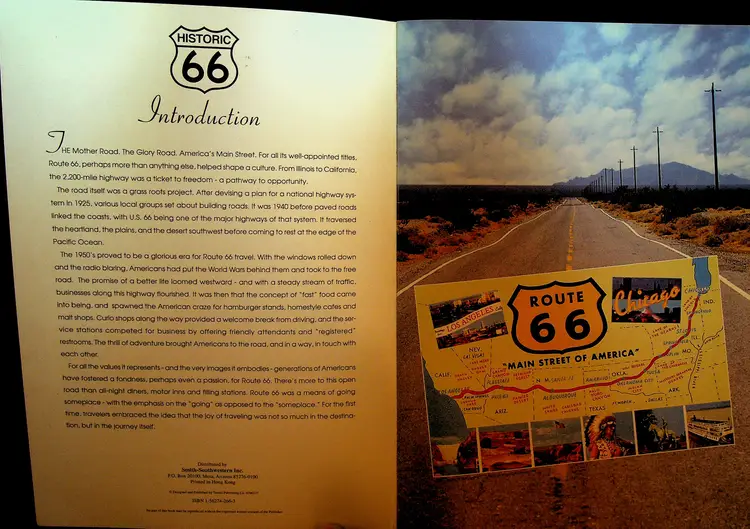 HISTORIC
66
Introduction
THE Mother Road. The Glory Road. America's Main Street. For all its well-appointed titles,
Route 66, perhaps more than anything else, helped shape a culture. From Illinois to California,
the 2,200-mile highway was a ticket to freedom - a pathway to opportunity.
The road itself was a grass roots project. After devising a plan for a national highway sys-
tem in 1925, various local groups set about building roads. It was 1940 before paved roads
linked the coasts, with U.S. 66 being one of the major highways of that system. It traversed
the heartland, the plains, and the desert southwest before coming to rest at the edge of the
Pacific Ocean.
The 1950's proved to be a glorious era for Route 66 travel. With the windows rolled down
and the radio blaring, Americans had put the World Wars behind them and took to the free
road. The promise of a better life loomed westward - and with a steady stream of traffic,
businesses along this highway flourished. It was then that the concept of "fast" food came
into being, and spawned the American craze for hamburger stands, homestyle cafes and
malt shops. Curio shops along the way provided a welcome break from driving, and the ser-
vice stations competed for business by offering friendly attendants and "registered"
restrooms. The thrill of adventure brought Americans to the road, and in a way, in touch with
each other.
For all the values it represents - and the very images it embodies - generations of Americans
have fostered a fondness, perhaps even a passion, for Route 66. There's more to this open
road than all-night diners, motor inns and filling stations. Route 66 was a means of going
someplace - with the emphasis on the "going" as opposed to the "someplace." For the first
time, travelers embraced the idea that the joy of traveling was not so much in the destina-
tion, but in the journey itself.
Distributed by
Smith-Southwestern Inc.
Printed in Hong Kong
ROUTE
66
"MAIN STREET OF AMERICA"
LOS ANGELES
Chicago
CHICAGO
IND.
ILL.
MO.
NEV.
CALIF.
ARIZ.
N. M.
ALBUQUERQUE
TEXAS
OKLA.
ARK.